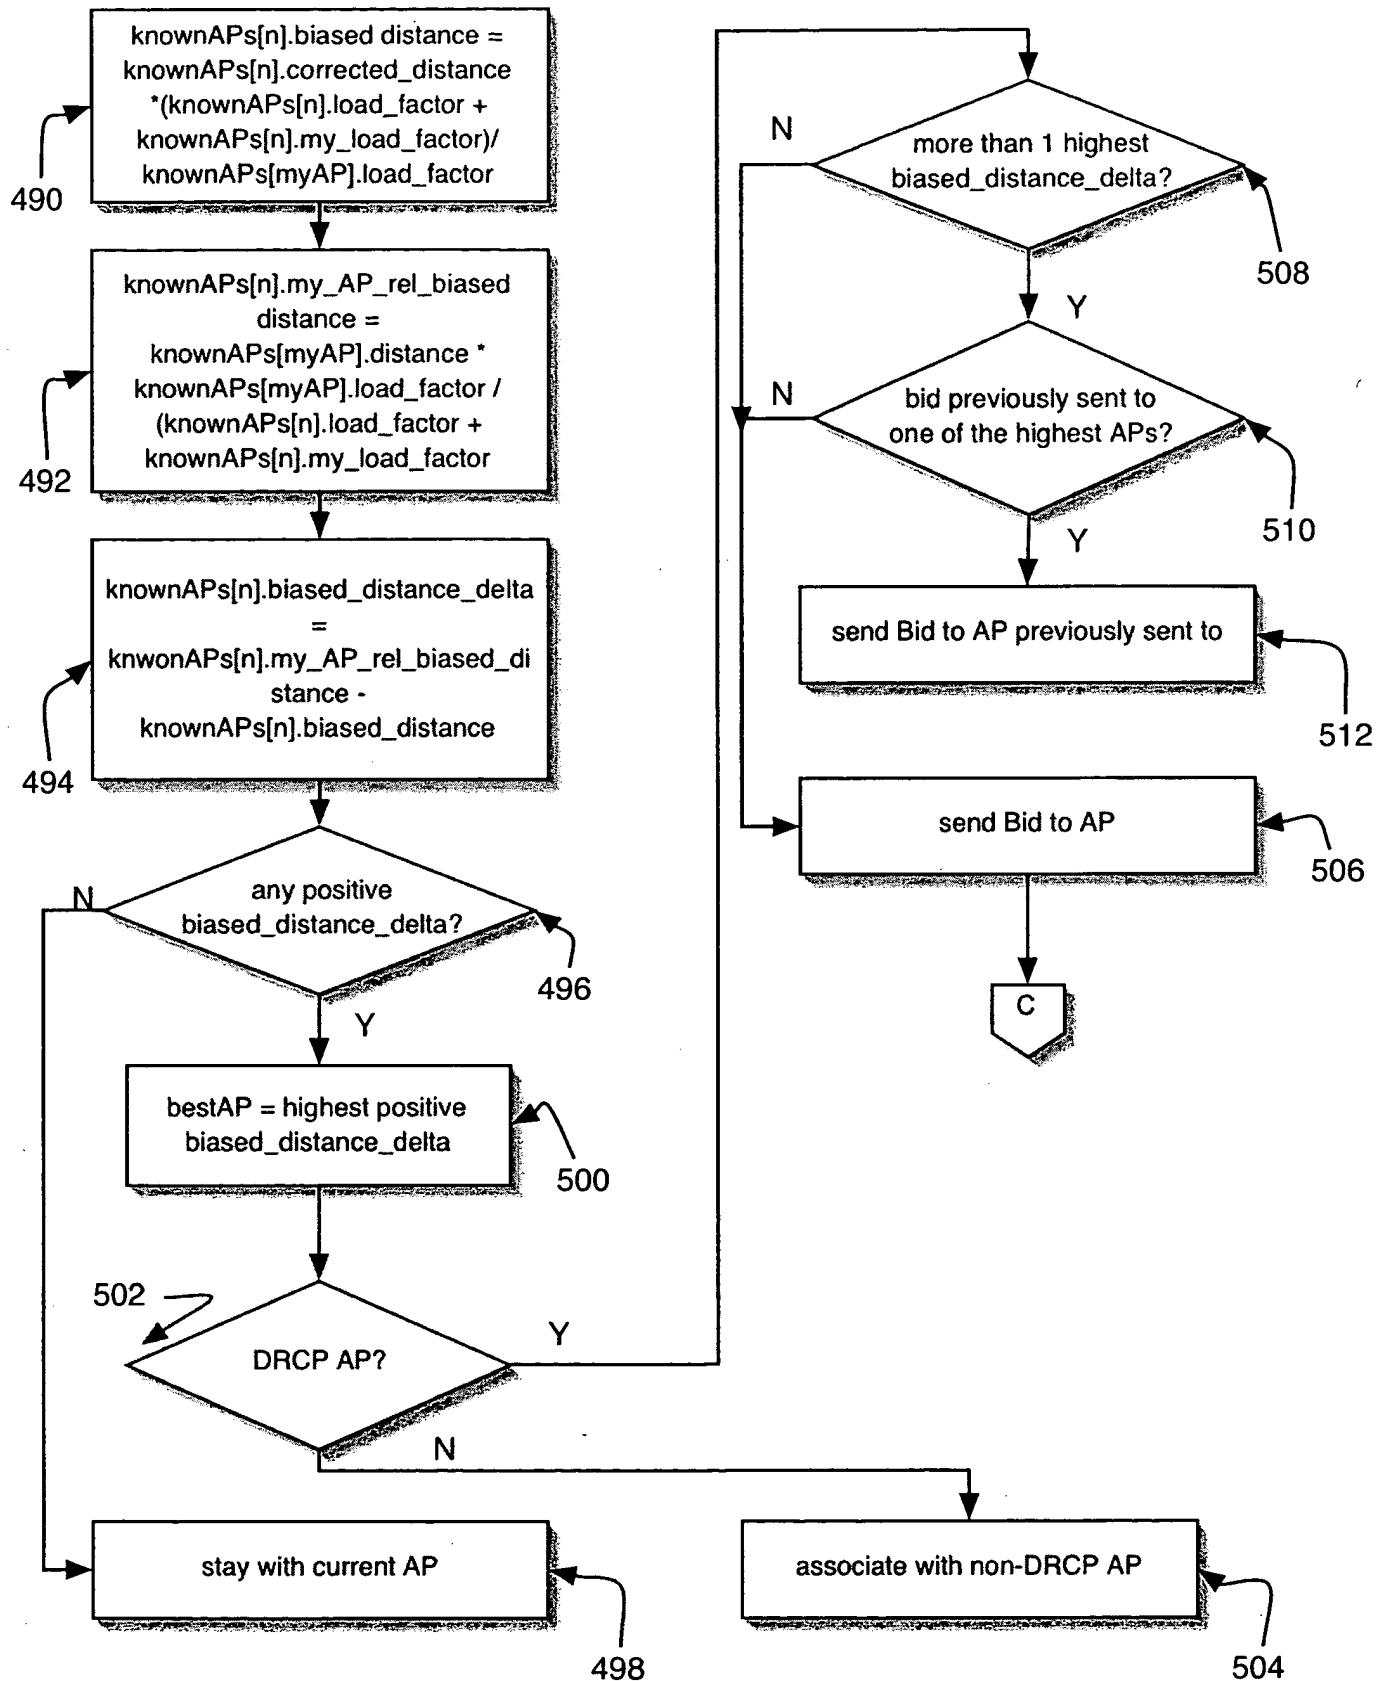 knownAPs[n].biased distance =
knownAPs[n].corrected_distance
*(knownAPs[n].load_factor +
knownAPs[n].my_load_factor)/
knownAPs[myAP].load_factor
490
knownAPs[n].my_AP_rel_biased
distance =
knownAPs[myAP].distance *
knownAPs[myAP].load_factor /
(knownAPs[n].load_factor +
knownAPs[n].my_load_factor
492
knownAPs[n].biased_distance_delta
=
knwonAPs[n].my_AP_rel_biased_di
stance -
knownAPs[n].biased_distance
494
N
any positive
biased_distance_delta?
496
Y
bestAP = highest positive
biased_distance_delta
500
502
DRCP AP?
Y
N
stay with current AP
498
associate with non-DRCP AP
504
N
more than 1 highest
biased_distance_delta?
508
Y
N
bid previously sent to
one of the highest APs?
510
Y
send Bid to AP previously sent to
512
send Bid to AP
506
C